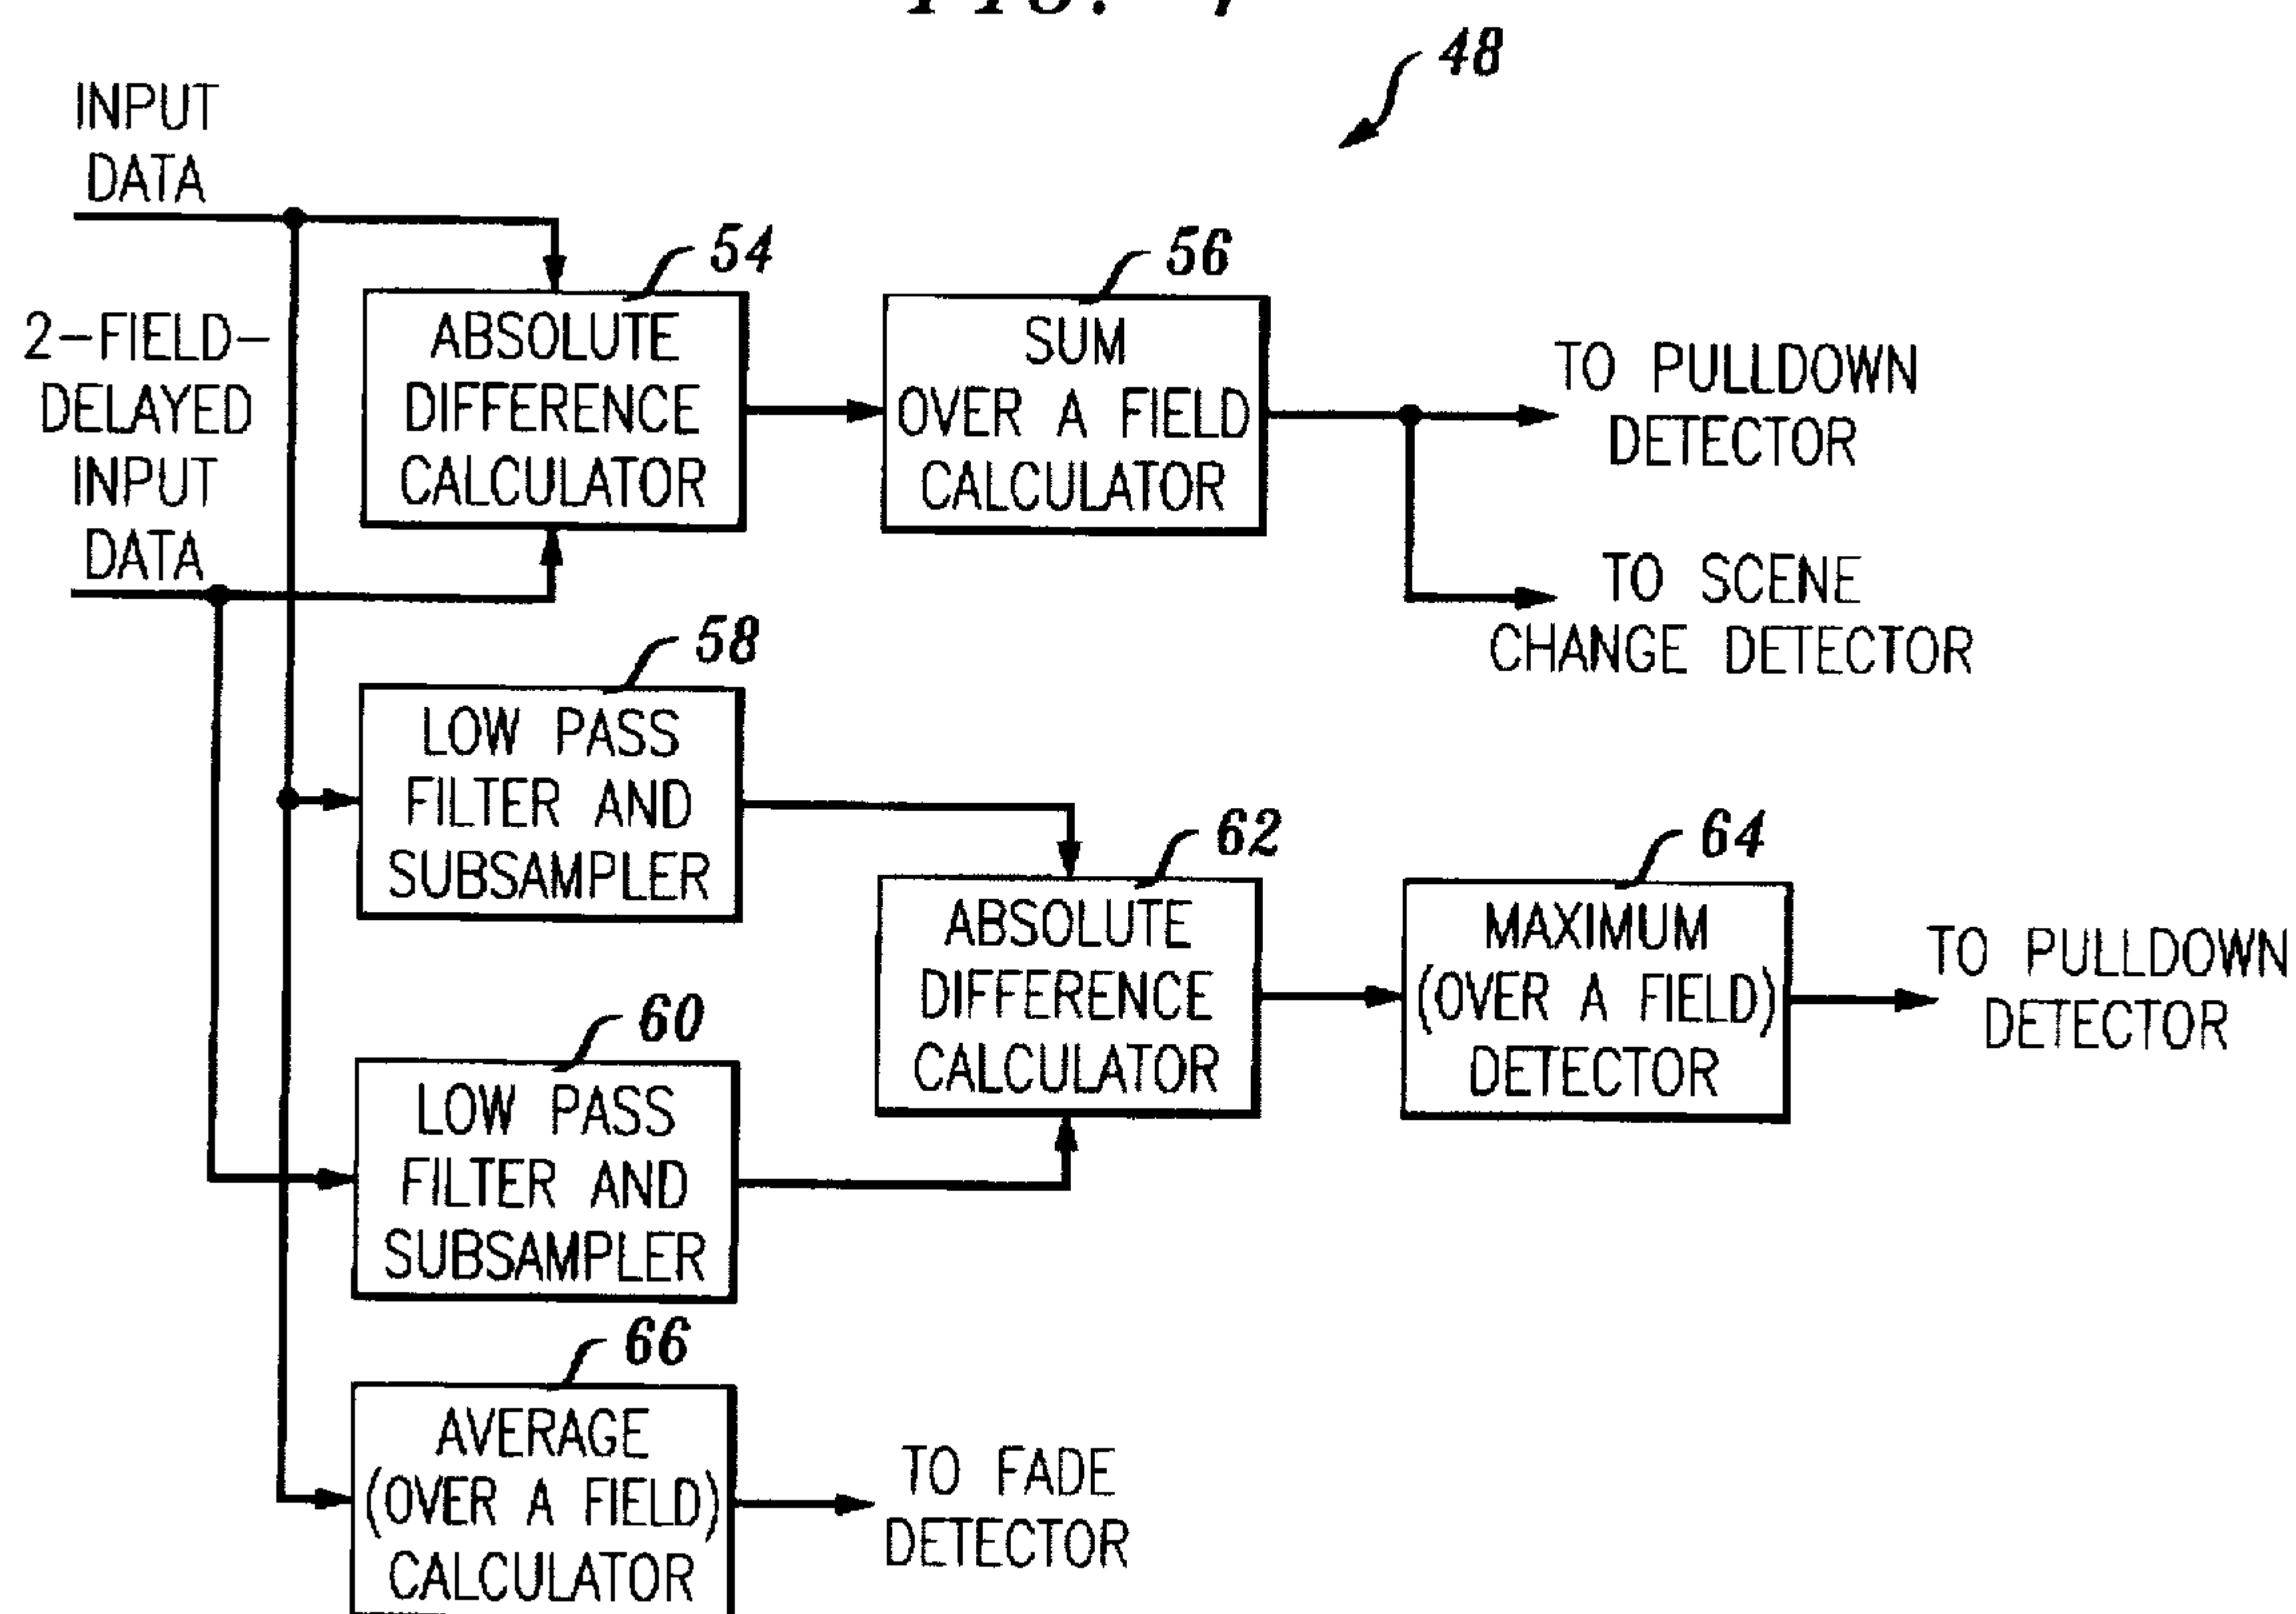 48
INPUT
DATA
54
56
2-FIELD-
DELAYED
INPUT
DATA
ABSOLUTE
DIFFERENCE
CALCULATOR
SUM
OVER A FIELD
CALCULATOR
TO PULLDOWN
DETECTOR
TO SCENE
CHANGE DETECTOR
58
LOW PASS
FILTER AND
SUBSAMPLER
62
64
ABSOLUTE
DIFFERENCE
CALCULATOR
MAXIMUM
(OVER A FIELD)
DETECTOR
TO PULLDOWN
DETECTOR
60
LOW PASS
FILTER AND
SUBSAMPLER
66
AVERAGE
(OVER A FIELD)
CALCULATOR
TO FADE
DETECTOR